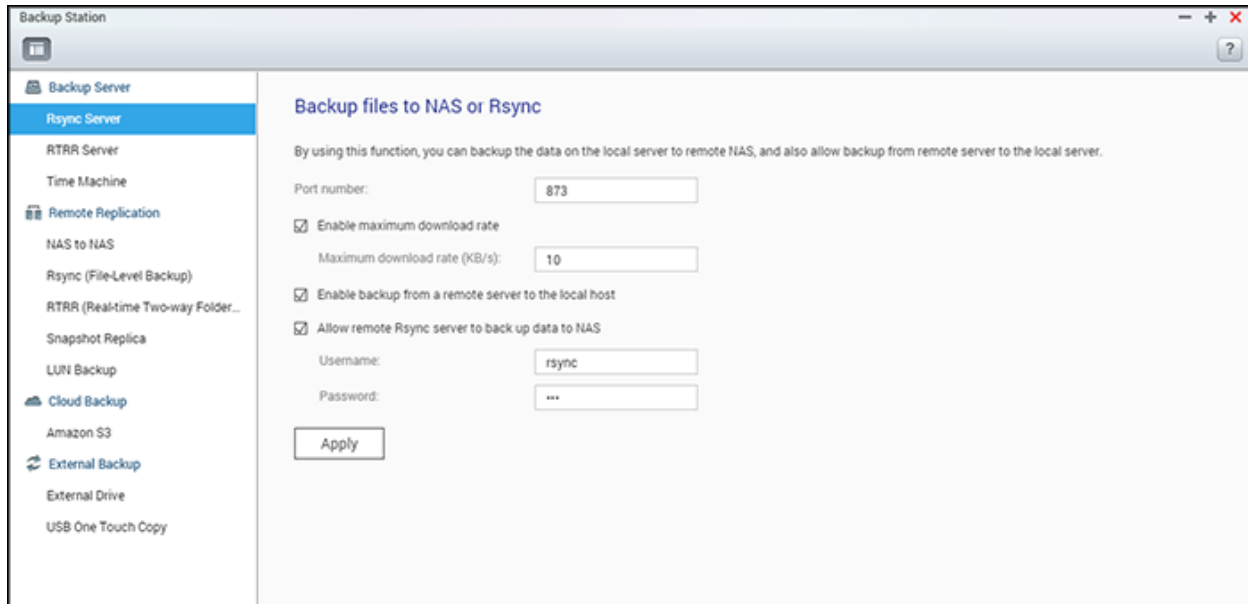 Backup Station
?
Backup Server
Rsync Server
RTRR Server
Time Machine
Remote Replication
NAS to NAS
Rsync (File-Level Backup)
RTRR (Real-time Two-way Folder...
Snapshot Replica
LUN Backup
Cloud Backup
Amazon S3
External Backup
External Drive
USB One Touch Copy
Backup files to NAS or Rsync
By using this function, you can backup the data on the local server to remote NAS, and also allow backup from remote server to the local server.
Port number: 873
Enable maximum download rate
Maximum download rate (KB/s): 10
Enable backup from a remote server to the local host
Allow remote Rsync server to back up data to NAS
Username: rsync
Password: •••
Apply